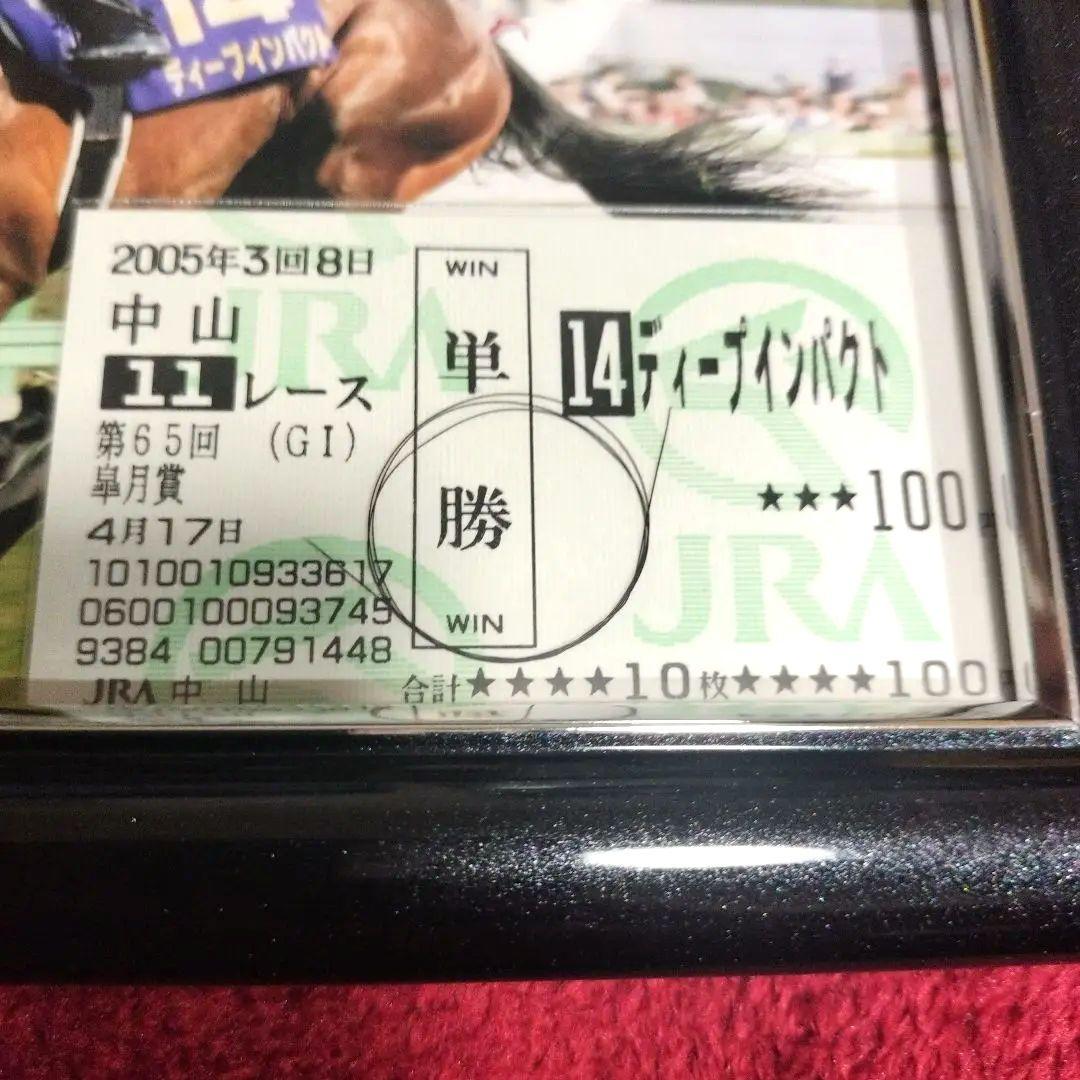 14
ディープインパクト
2005年3回8日
中山
11レース
第65回 (GI)
皐月賞
4月17日
1010010933617
0600100093745
9384 00791448
JRA 中 山
WIN
単
勝
WIN
14ディープインパクト
★★★100
合計★★★★10枚★★★★100
JRA
JRA